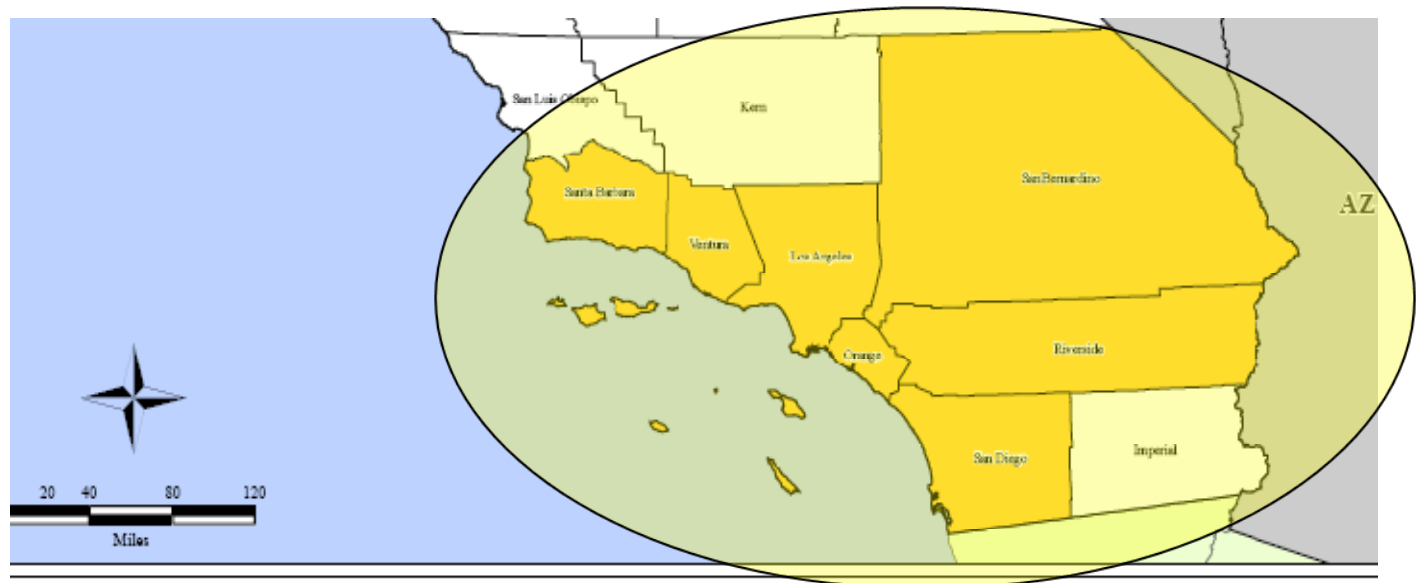 San Luis Obispo
Kern
San Bernardino
Santa Barbara
AZ
Ventura
Los Angeles
Orange
Riverside
San Diego
Imperial
20 40 80 120
Miles